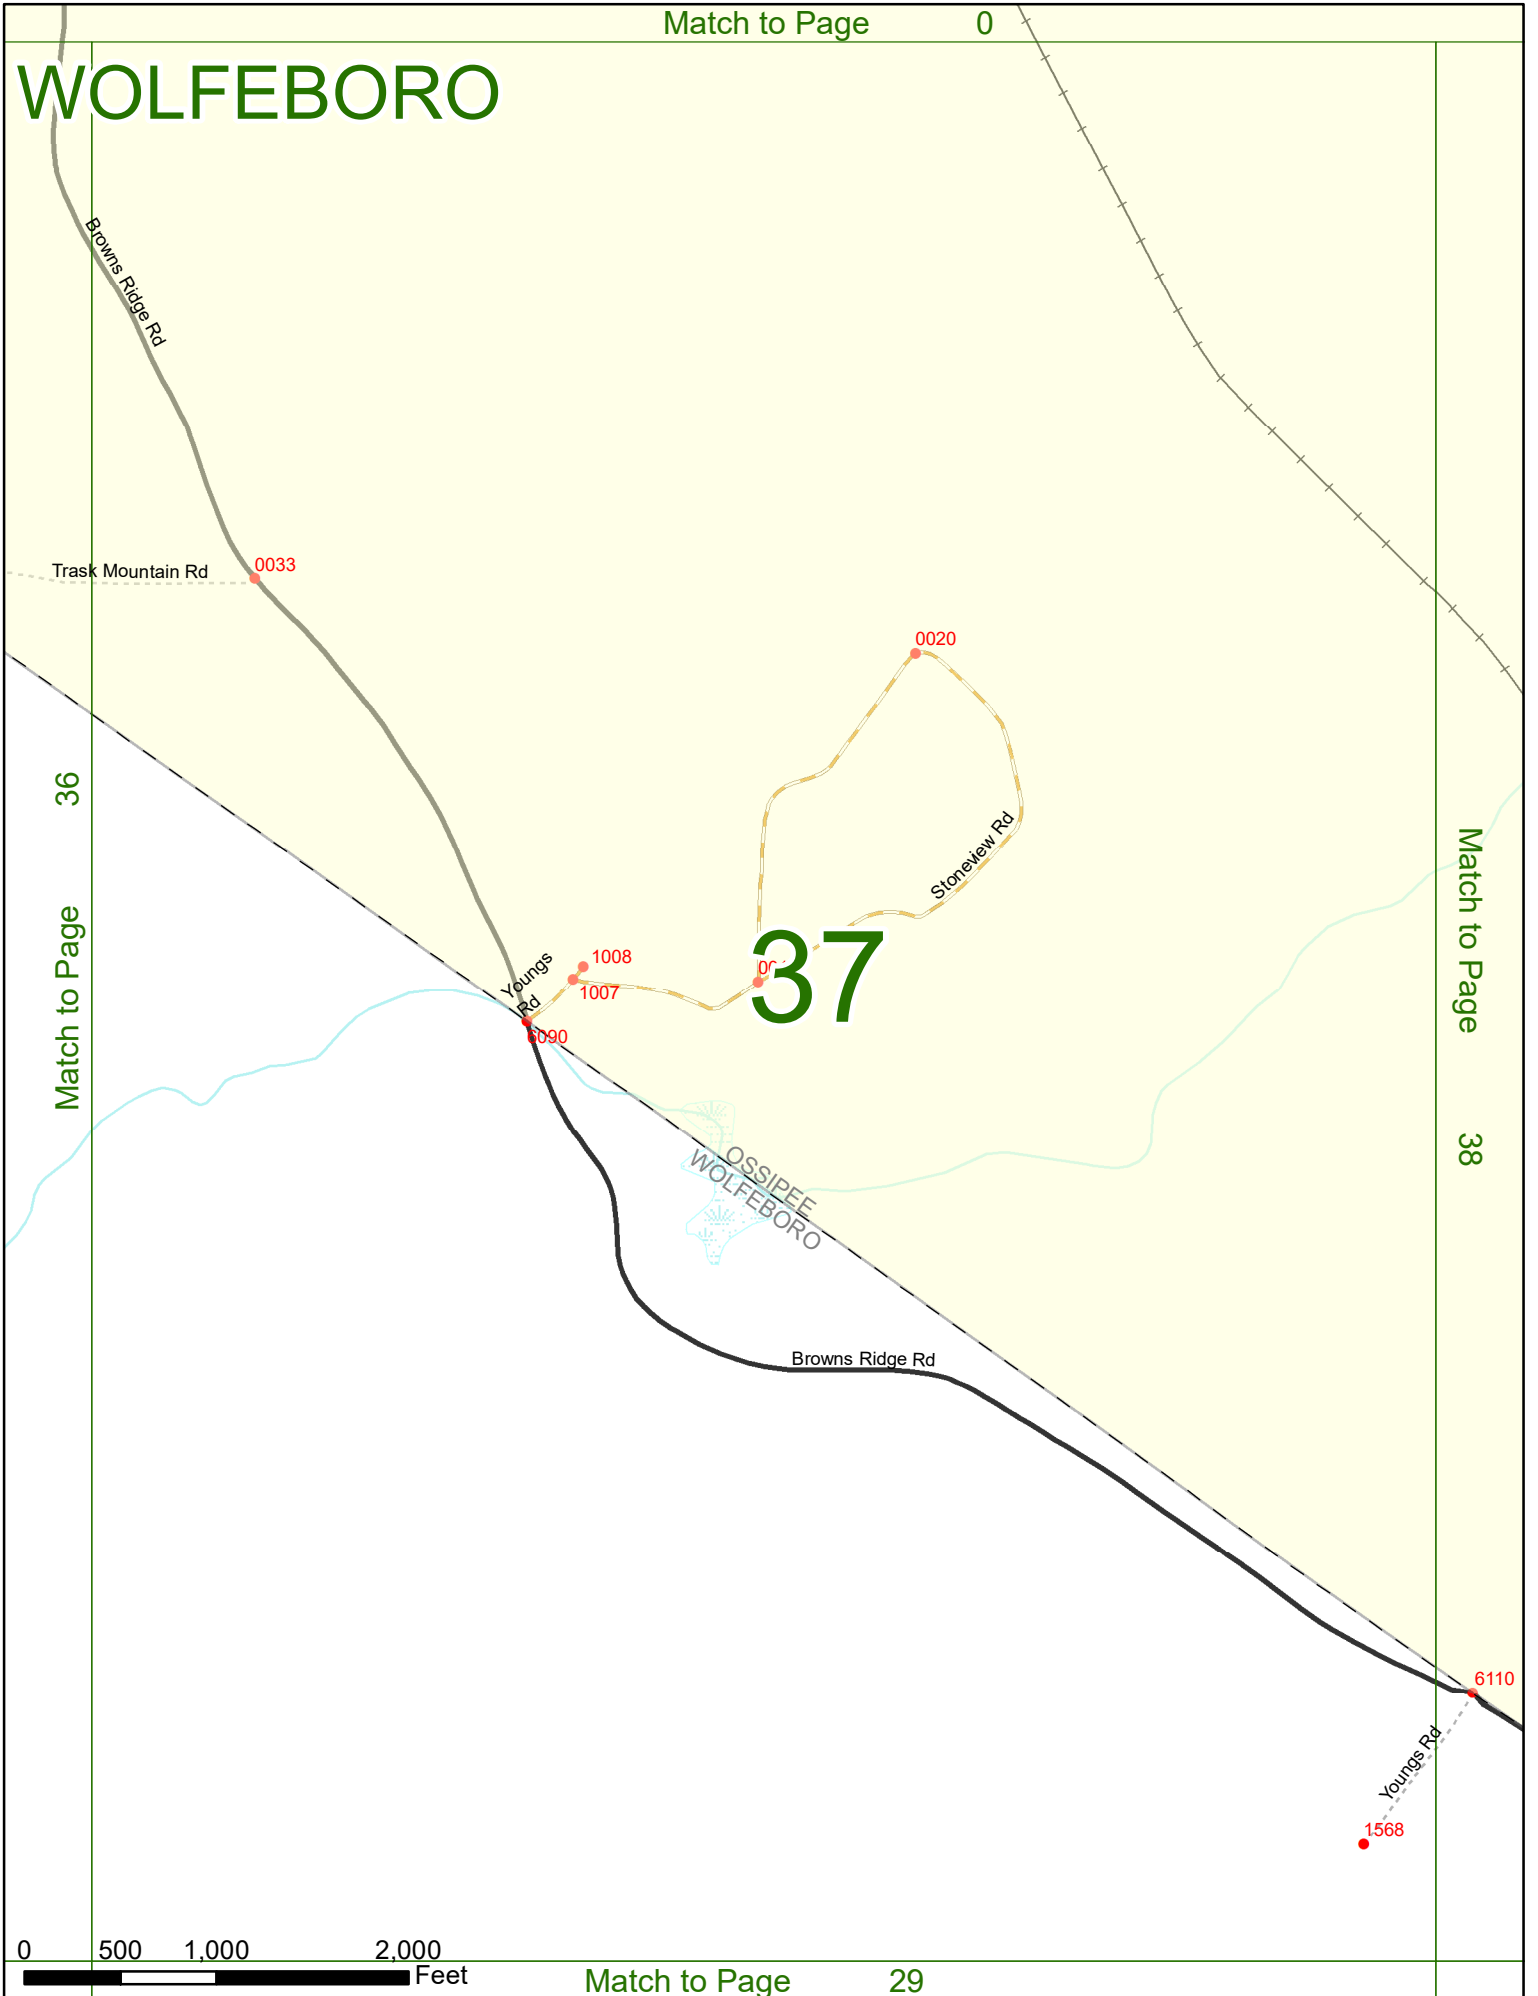 Match to Page 0
WOLFEBORO
Browns Ridge Rd
Trask Mountain Rd
0033
0020
Match to Page 36
Stoneview Rd
Match to Page 38
Youngs
Rd
1008
1007
37
6090
OSSIPEE
WOLFEBORO
Browns Ridge Rd
6110
Youngs Rd
1568
0 500 1,000 2,000
Feet
Match to Page 29